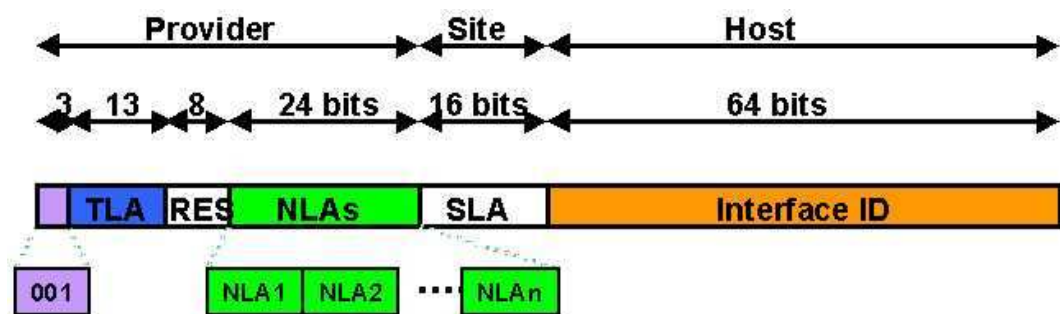 Provider Site Host
3 13 8 24 bits 16 bits 64 bits
TLA RES NLAs SLA Interface ID
001 NLA1 NLA2 .... NLAn